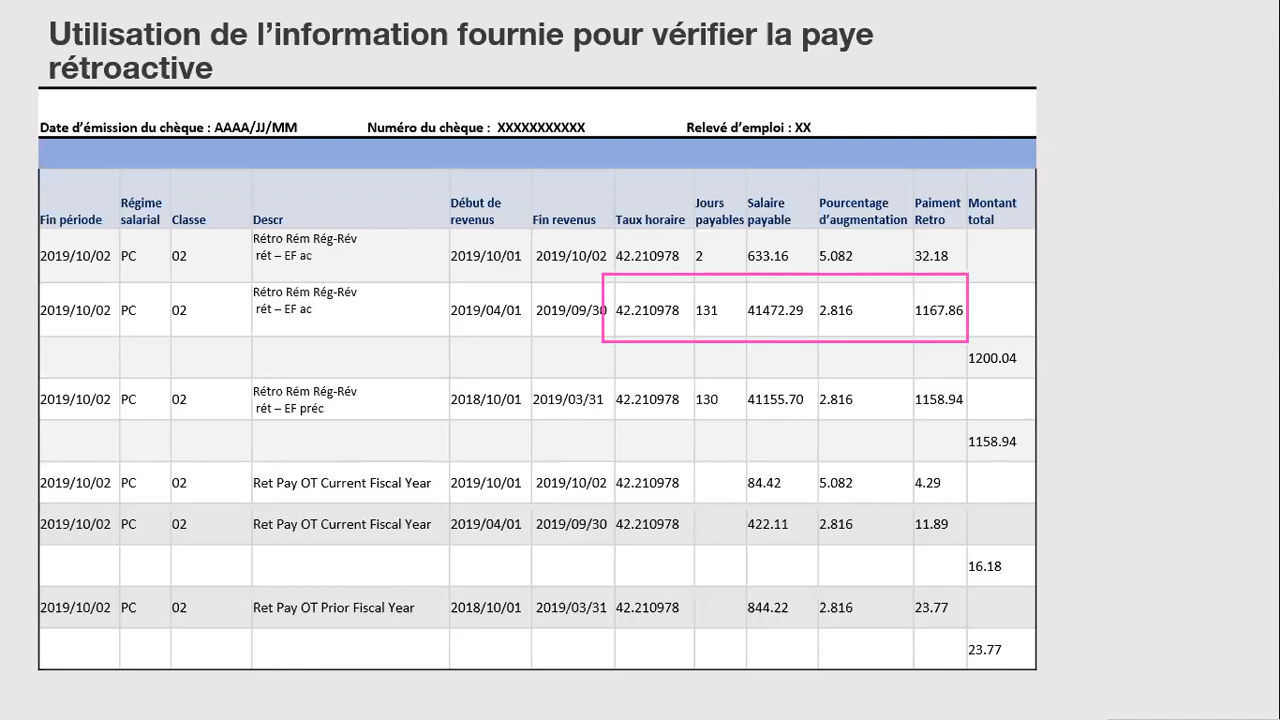 Utilisation de l’information fournie pour vérifier la paye
rétroactive
Date d’émission du chèque : AAAA/JJ/MM Numéro du chèque : XXXXXXXXXXX Relevé d’emploi : XX
Fin période Régime salarial Classe Descr Début de revenus Fin revenus Taux horaire Jours payables Salaire payable Pourcentage d’augmentation Paiment Retro Montant total
2019/10/02 PC 02 Rétro Rém Rég-Rév rét – EF ac 2019/10/01 2019/10/02 42.210978 2 633.16 5.082 32.18
2019/10/02 PC 02 Rétro Rém Rég-Rév rét – EF ac 2019/04/01 2019/09/30 42.210978 131 41472.29 2.816 1167.86
1200.04
2019/10/02 PC 02 Rétro Rém Rég-Rév rét – EF préc 2018/10/01 2019/03/31 42.210978 130 41155.70 2.816 1158.94
1158.94
2019/10/02 PC 02 Ret Pay OT Current Fiscal Year 2019/10/01 2019/10/02 42.210978 84.42 5.082 4.29
2019/10/02 PC 02 Ret Pay OT Current Fiscal Year 2019/04/01 2019/09/30 42.210978 422.11 2.816 11.89
16.18
2019/10/02 PC 02 Ret Pay OT Prior Fiscal Year 2018/10/01 2019/03/31 42.210978 844.22 2.816 23.77
23.77